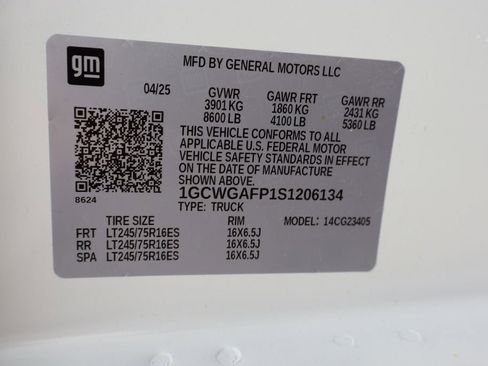 gm
MFD BY GENERAL MOTORS LLC
04/25 GVWR GAWR FRT GAWR RR
3901 KG 1860 KG 2431 KG
8600 LB 4100 LB 5360 LB
THIS VEHICLE CONFORMS TO ALL
APPLICABLE U.S. FEDERAL MOTOR
VEHICLE SAFETY STANDARDS IN EFFECT
ON THE DATE OF MANUFACTURE
SHOWN ABOVE.
1GCWGAFP1S1206134
8624
TYPE: TRUCK
TIRE SIZE RIM MODEL: 14CG23405
FRT LT245/75R16ES 16X6.5J
RR LT245/75R16ES 16X6.5J
SPA LT245/75R16ES 16X6.5J